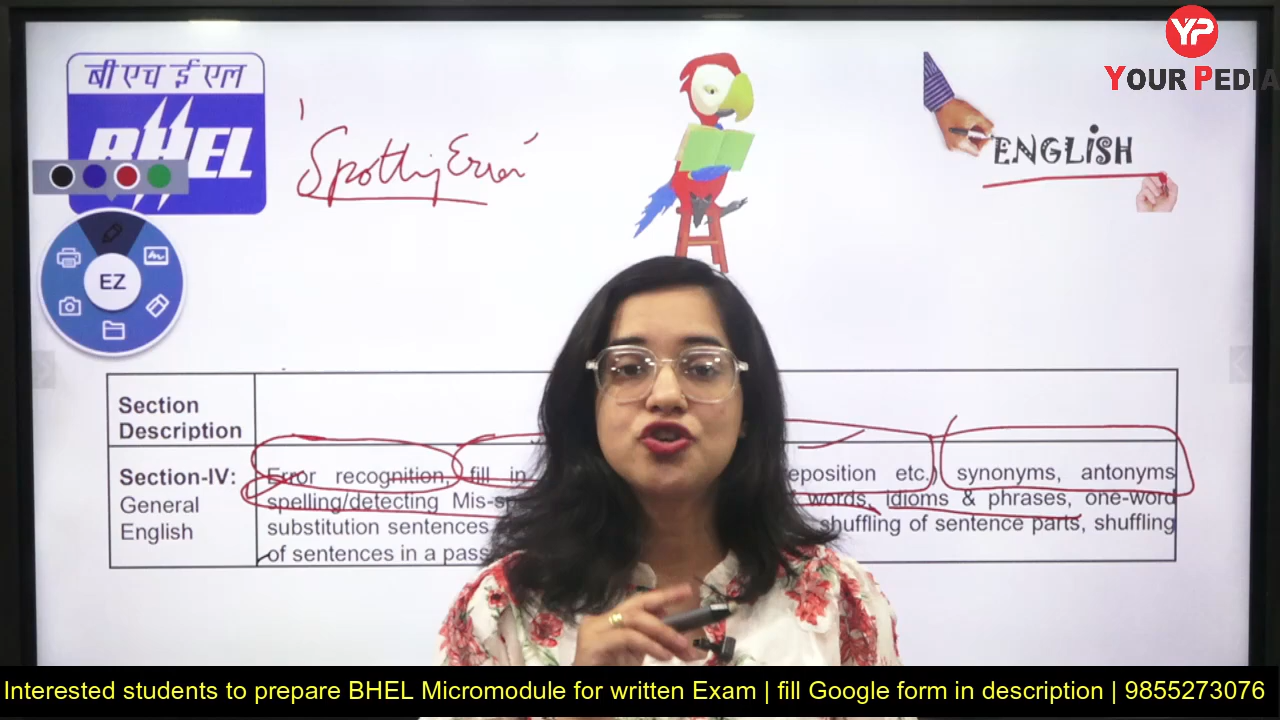 बी एच ई एल
BHEL
YP
YOUR PEDIA
'Spotting Error'
ENGLISH
EZ
Section
Description
Section-IV:
General
English
Error recognition, fill in eposition etc.) synonyms, antonyms
spelling/detecting Mis-sp words, Idioms & phrases, one-word
substitution sentences shuffling of sentence parts, shuffling
of sentences in a pass
Interested students to prepare BHEL Micromodule for written Exam | fill Google form in description | 9855273076